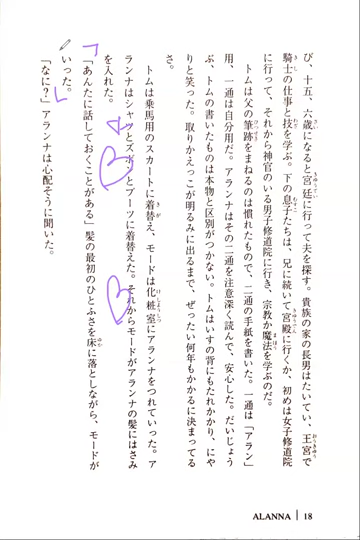 び、十五、六歳になると宮廷に行って夫を探す。貴族の家の長男はたいてい、王宮で
騎士の仕事と技を学ぶ。下の息子たちは、兄に続いて宮殿に行くか、初めは女子修道院
に行って、それから神官のいる男子修道院に行き、宗教か魔法を学ぶのだ。
トムは父の筆跡をまねるのは慣れたもので、二通の手紙を書いた。一通は「アラン」
用、一通は自分用だ。アランナはその二通を注意深く読んで、安心した。だいじょう
ぶ、トムの書いたものは本物と区別がつかない。トムはいすの背にもたれかかり、にや
りと笑った。取りかえっこが明るみに出るまで、ぜったい何年もかかるに決まってる
さ。
トムは乗馬用のスカートに着替え、モードは化粧室にアランナをつれていった。ア
ランナはシャツとズボンとブーツに着替えた。それからモードがアランナの髪にはさみ
を入れた。
「あんたに話しておくことがある」髪の最初のひとふさを床に落としながら、モードが
いった。
「なに？」アランナは心配そうに聞いた。
ALANNA | 18